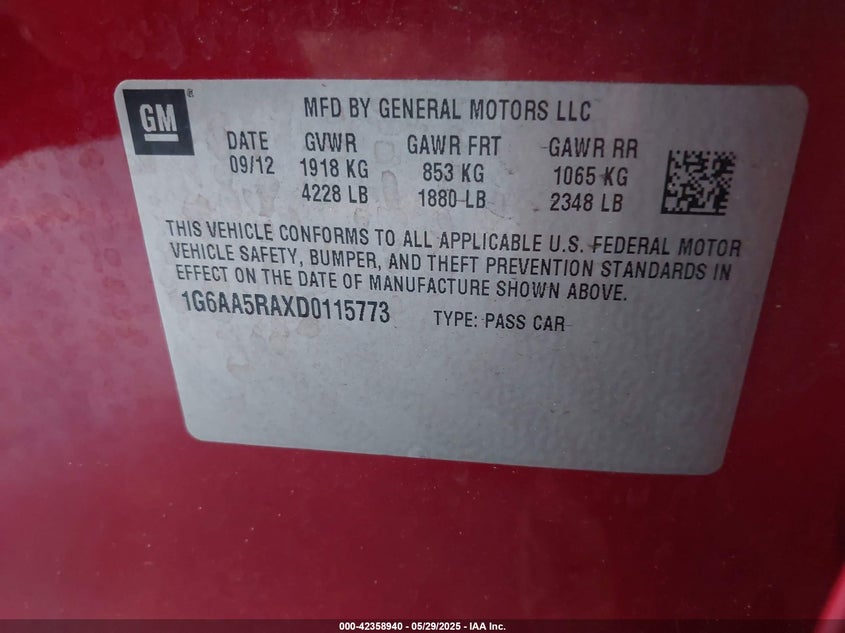 GM
®
MFD BY GENERAL MOTORS LLC
DATE GVWR GAWR FRT GAWR RR
09/12 1918 KG 853 KG 1065 KG
4228 LB 1880 LB 2348 LB
THIS VEHICLE CONFORMS TO ALL APPLICABLE U.S. FEDERAL MOTOR
VEHICLE SAFETY, BUMPER, AND THEFT PREVENTION STANDARDS IN
EFFECT ON THE DATE OF MANUFACTURE SHOWN ABOVE.
1G6AA5RAXD0115773 TYPE: PASS CAR
000-42358940 • 05/29/2025 • IAA Inc.